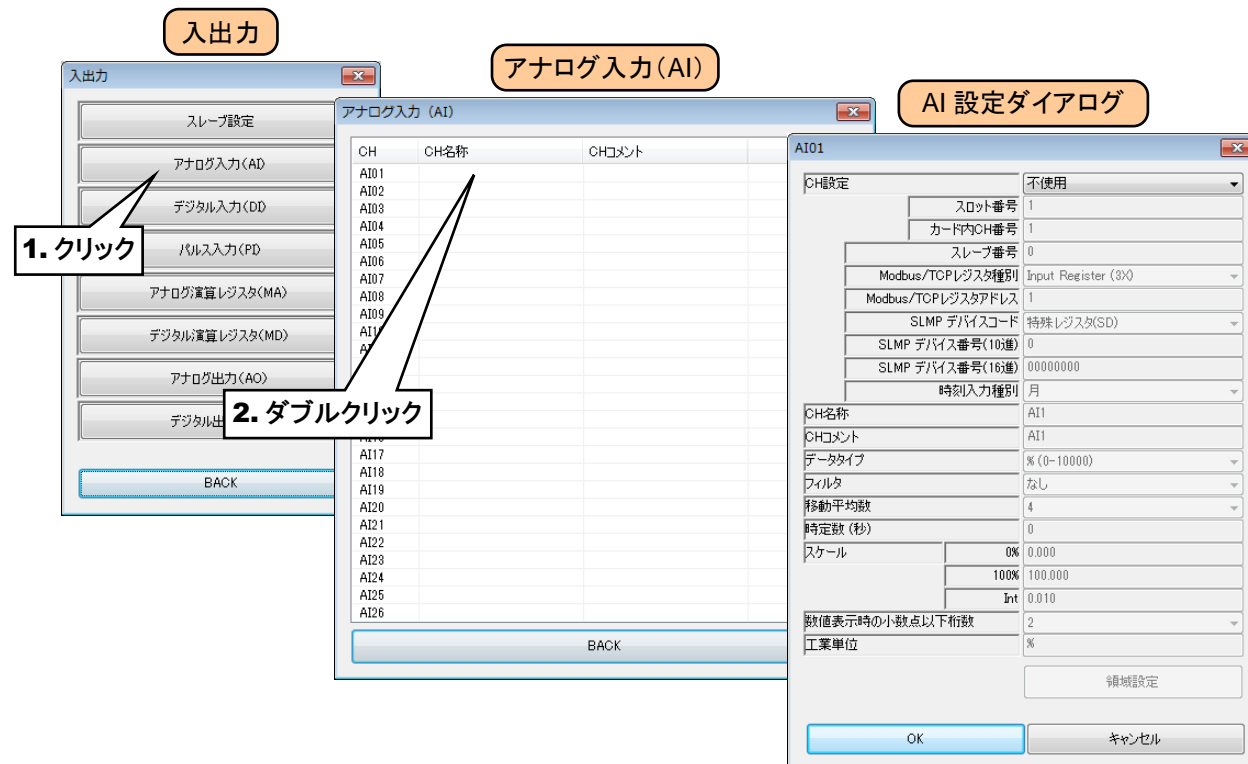 入出力
アナログ入力(AI)
AI 設定ダイアログ
入出力
スレーブ設定
アナログ入力(AI)
デジタル入力(DI)
パルス入力(PI)
アナログ演算レジスタ(MA)
デジタル演算レジスタ(MD)
アナログ出力(AO)
デジタル出
BACK
1. クリック
アナログ入力 (AI)
CH CH名称 CHコメント
AI01
AI02
AI03
AI04
AI05
AI06
AI07
AI08
AI09
AI17
AI18
AI19
AI20
AI21
AI22
AI23
AI24
AI25
AI26
BACK
2. ダブルクリック
AI01
CH設定 不使用
スロット番号 1
カード内CH番号 1
スレーブ番号 0
Modbus/TCPレジスタ種別 Input Register (3X)
Modbus/TCPレジスタアドレス 1
SLMP デバイスコード 特殊レジスタ(SD)
SLMP デバイス番号(10進) 0
SLMP デバイス番号(16進) 00000000
時刻入力種別 月
CH名称 AI1
CHコメント AI1
データタイプ % (0-10000)
フィルタ なし
移動平均数 4
時定数 (秒) 0
スケール 0% 0.000
100% 100.000
Int 0.010
数値表示時の小数点以下桁数 2
工業単位 %
領域設定
OK キャンセル